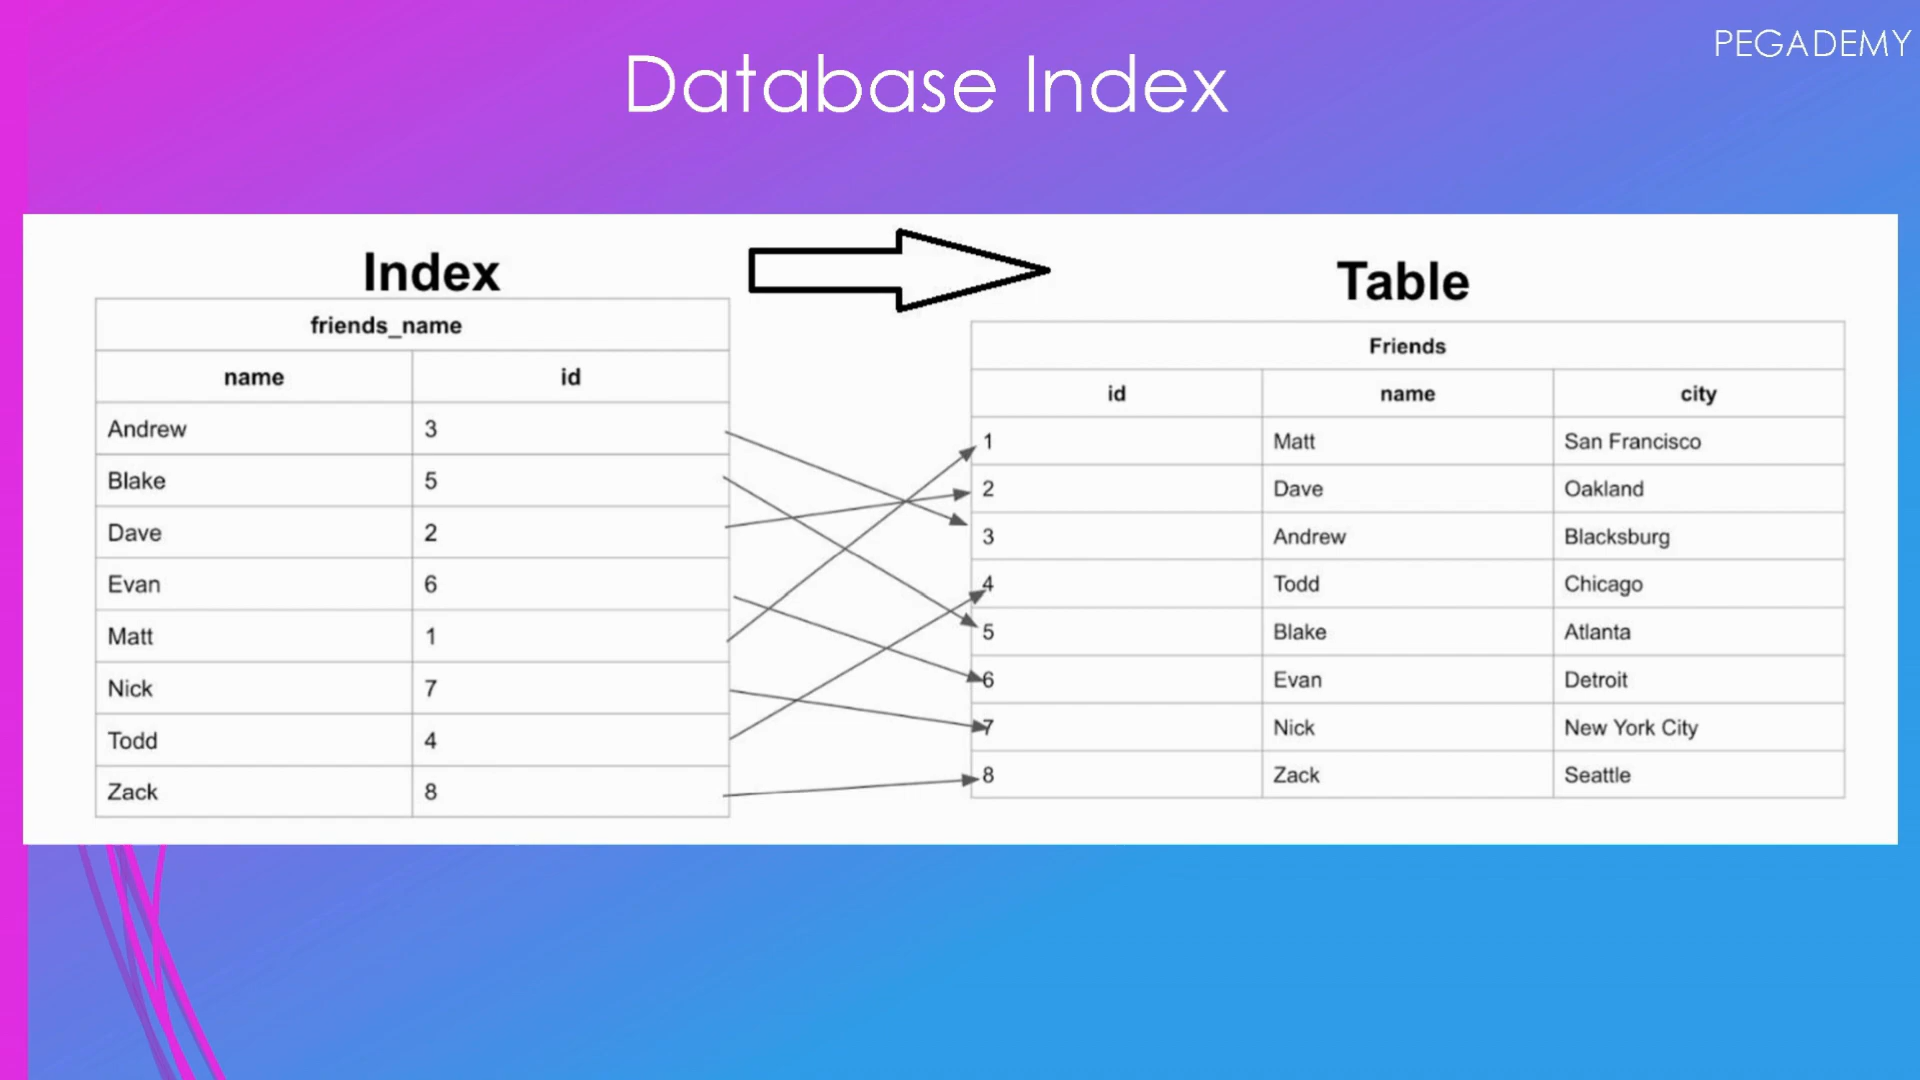 PEGADEMY
Database Index
Index
friends_name
name id
Andrew 3
Blake 5
Dave 2
Evan 6
Matt 1
Nick 7
Todd 4
Zack 8
Table
Friends
id name city
1 Matt San Francisco
2 Dave Oakland
3 Andrew Blacksburg
4 Todd Chicago
5 Blake Atlanta
6 Evan Detroit
7 Nick New York City
8 Zack Seattle